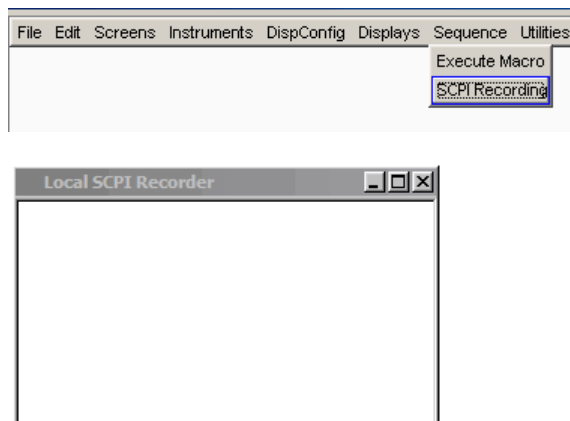 File Edit Screens Instruments DispConfig Displays Sequence Utilities
Execute Macro
SCPI Recording
Local SCPI Recorder